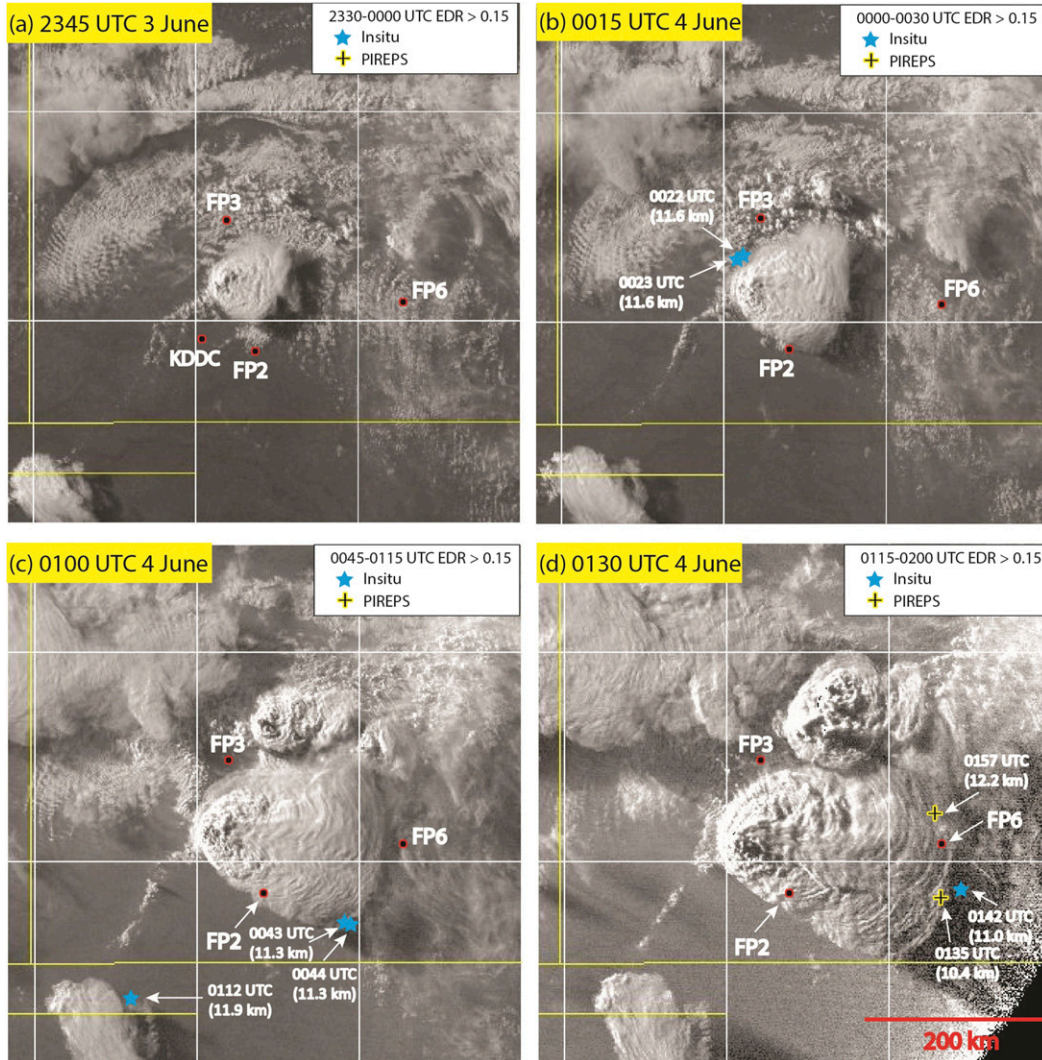 (a) 2345 UTC 3 June
2330-0000 UTC EDR > 0.15
Insitu
PIREPS
FP3
FP6
KDDC
FP2
(b) 0015 UTC 4 June
0000-0030 UTC EDR > 0.15
Insitu
PIREPS
0022 UTC
(11.6 km)
FP3
0023 UTC
(11.6 km)
FP6
FP2
(c) 0100 UTC 4 June
0045-0115 UTC EDR > 0.15
Insitu
PIREPS
FP3
FP6
FP2
0043 UTC
(11.3 km)
0044 UTC
(11.3 km)
0112 UTC
(11.9 km)
(d) 0130 UTC 4 June
0115-0200 UTC EDR > 0.15
Insitu
PIREPS
FP3
0157 UTC
(12.2 km)
FP6
FP2
0142 UTC
(11.0 km)
0135 UTC
(10.4 km)
200 km